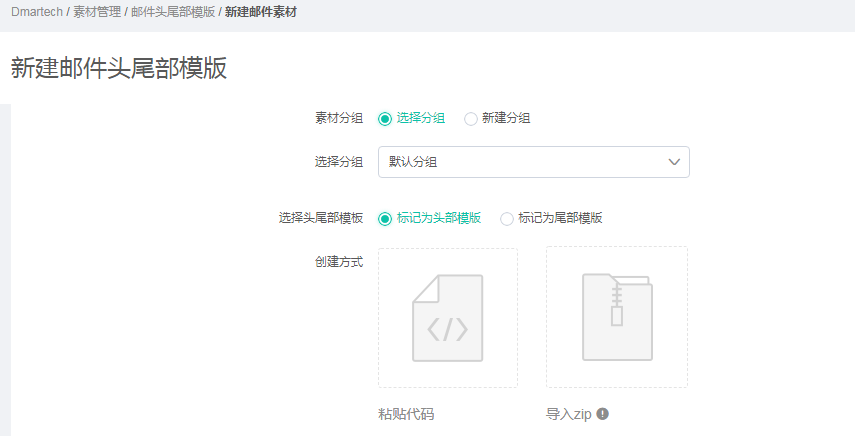 Dmartech / 素材管理 / 邮件头尾部模版 / 新建邮件素材
新建邮件头尾部模版
素材分组 选择分组 新建分组
选择分组 默认分组
选择头尾部模板 标记为头部模版 标记为尾部模版
创建方式
粘贴代码 导入zip